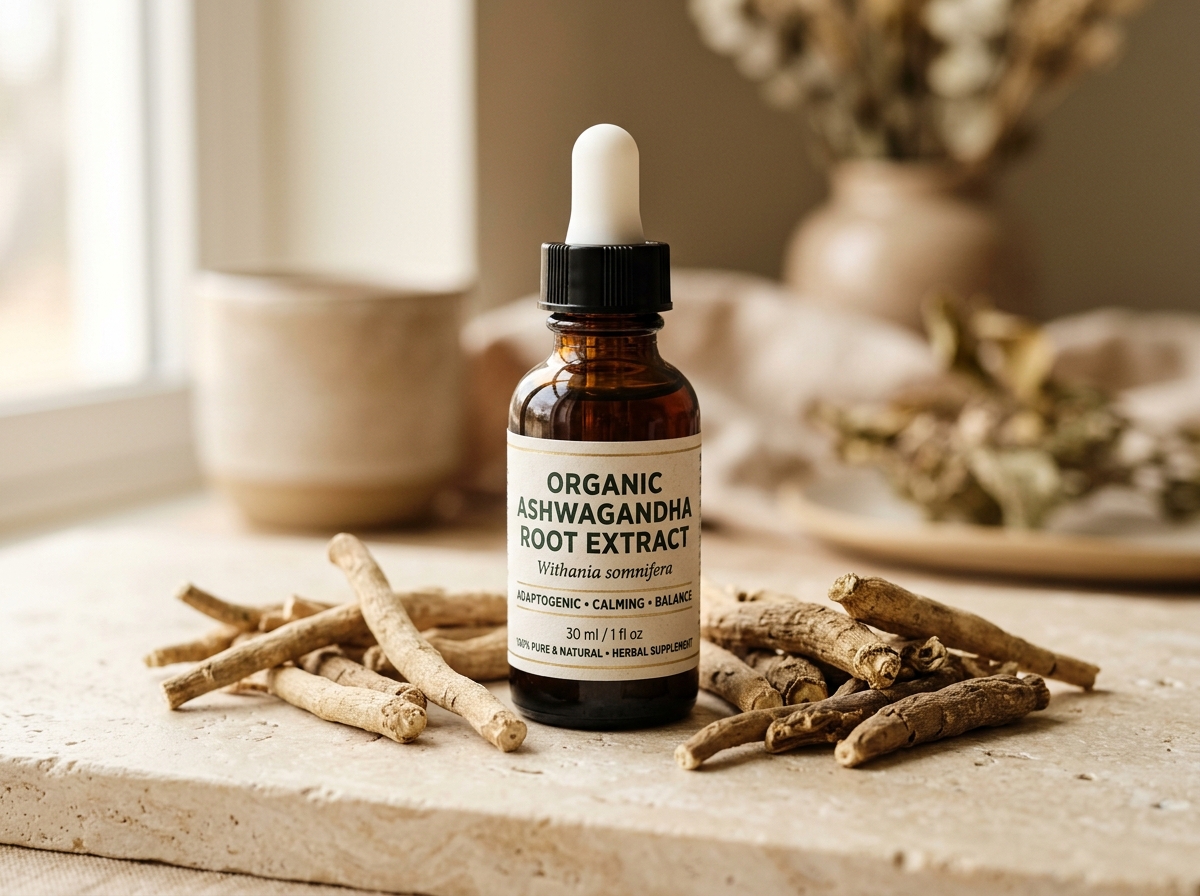 ORGANIC
ASHWAGANDHA
ROOT EXTRACT
Withania somnifera
ADAPTOGENIC • CALMING • BALANCE
30 ml / 1 fl oz
100% PURE & NATURAL • HERBAL SUPPLEMENT